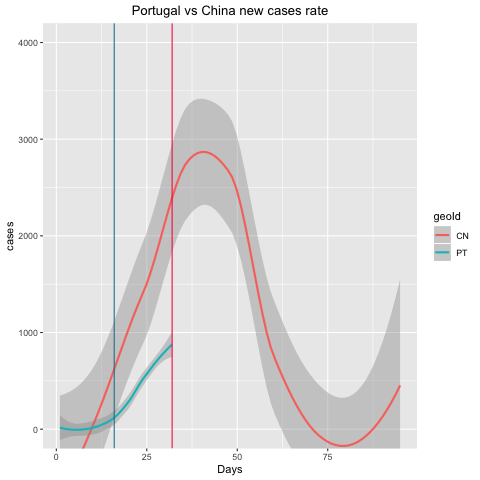 Portugal vs China new cases rate
4000
3000
2000
1000
0
cases
0 25 50 75
Days
geoId
CN
PT